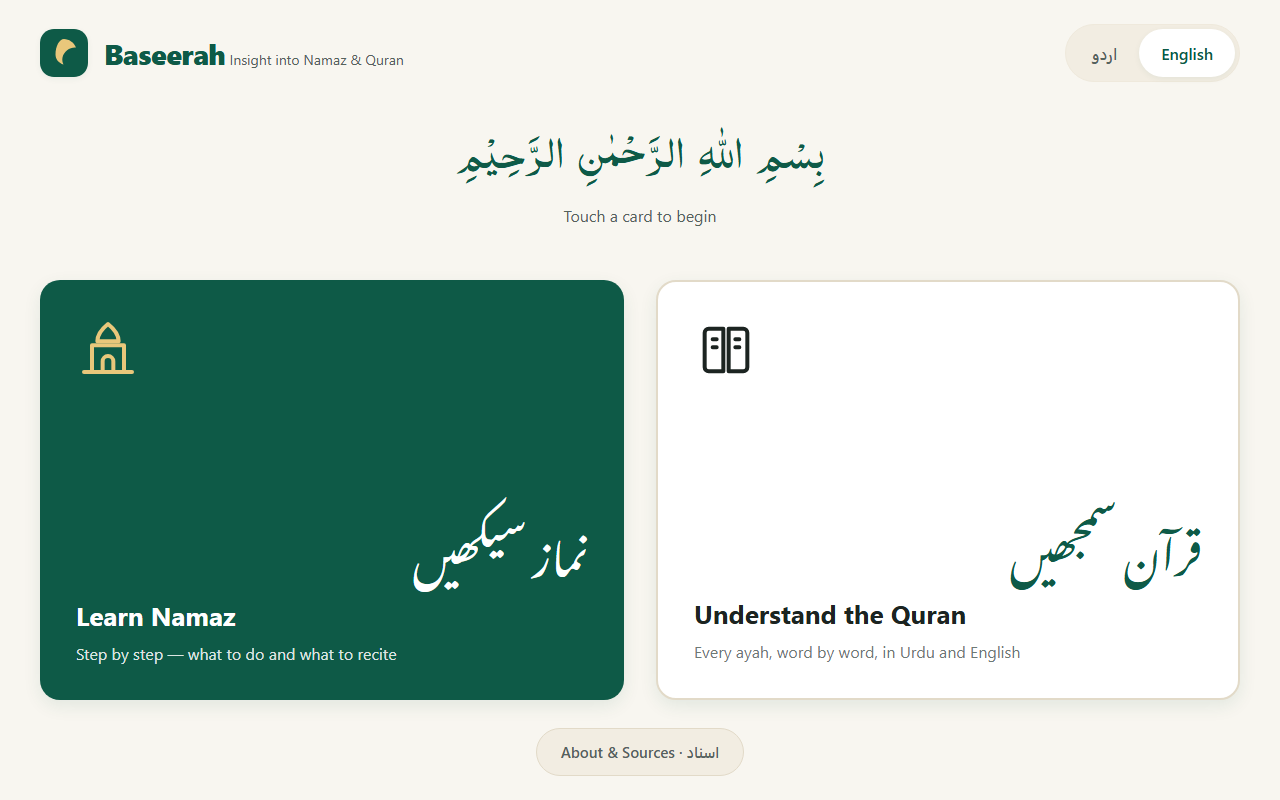 Baseerah Insight into Namaz & Quran
اردو
English
بِسْمِ اللّٰهِ الرَّحْمٰنِ الرَّحِيْمِ
Touch a card to begin
نماز سیکھیں
Learn Namaz
Step by step — what to do and what to recite
قرآن سمجھیں
Understand the Quran
Every ayah, word by word, in Urdu and English
About & Sources · اسناد